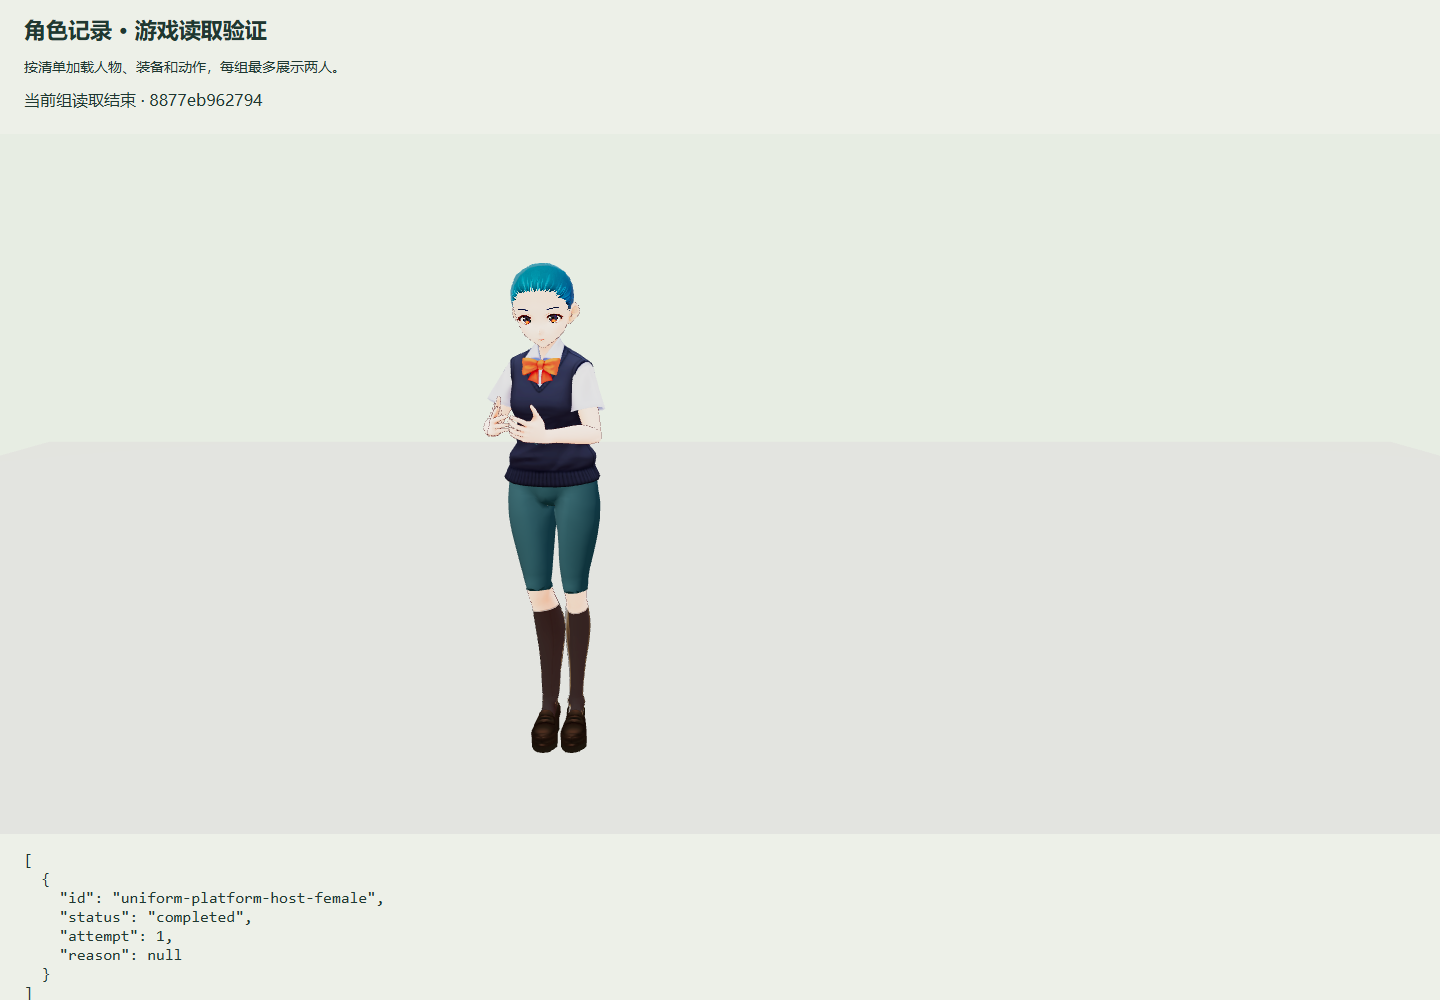 角色记录 • 游戏读取验证
按清单加载人物、装备和动作，每组最多展示两人。
当前组读取结束 · 8877eb962794
[
  {
    "id": "uniform-platform-host-female",
    "status": "completed",
    "attempt": 1,
    "reason": null
  }
]